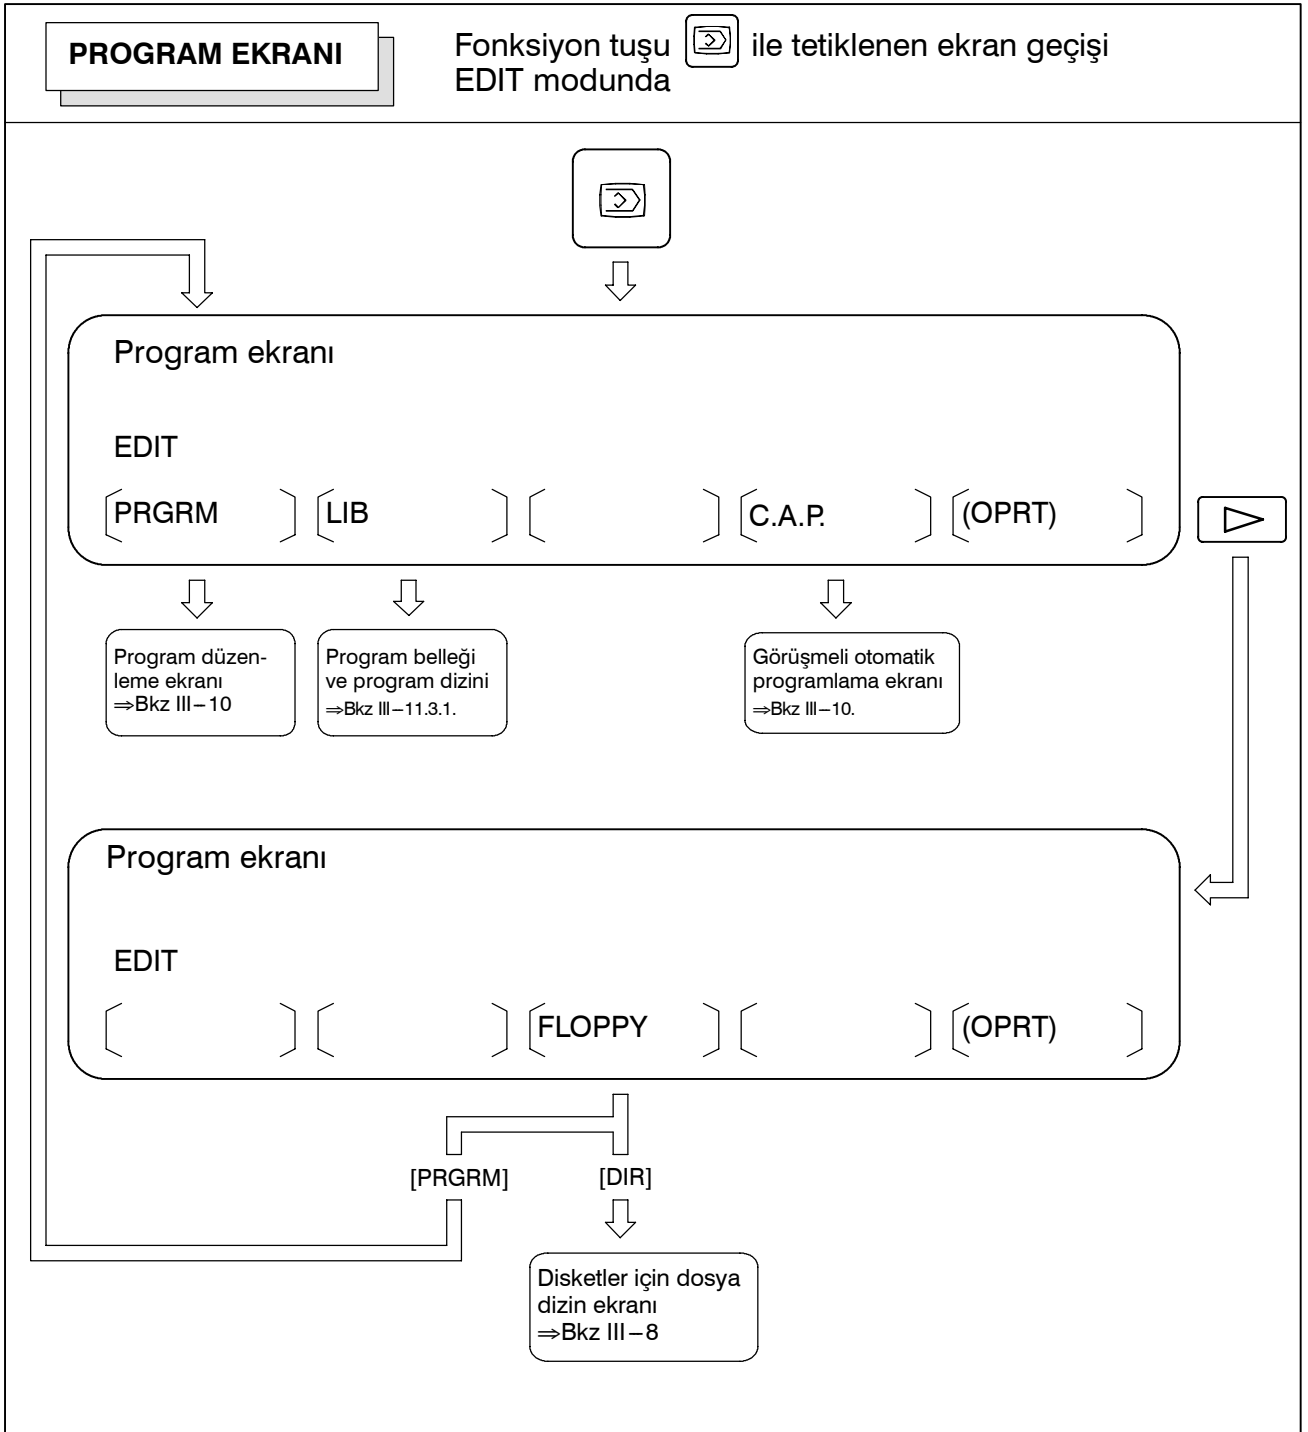 PROGRAM EKRANI
Fonksiyon tuşu ile tetiklenen ekran geçişi
EDIT modunda
Program ekranı
EDIT
PRGRM LIB C.A.P. (OPRT)
Program düzen-
leme ekranı
⇒Bkz III–10
Program belleği
ve program dizini
⇒Bkz III–11.3.1.
Görüşmeli otomatik
programlama ekranı
⇒Bkz III–10.
Program ekranı
EDIT
FLOPPY (OPRT)
[PRGRM] [DIR]
Disketler için dosya
dizin ekranı
⇒Bkz III–8